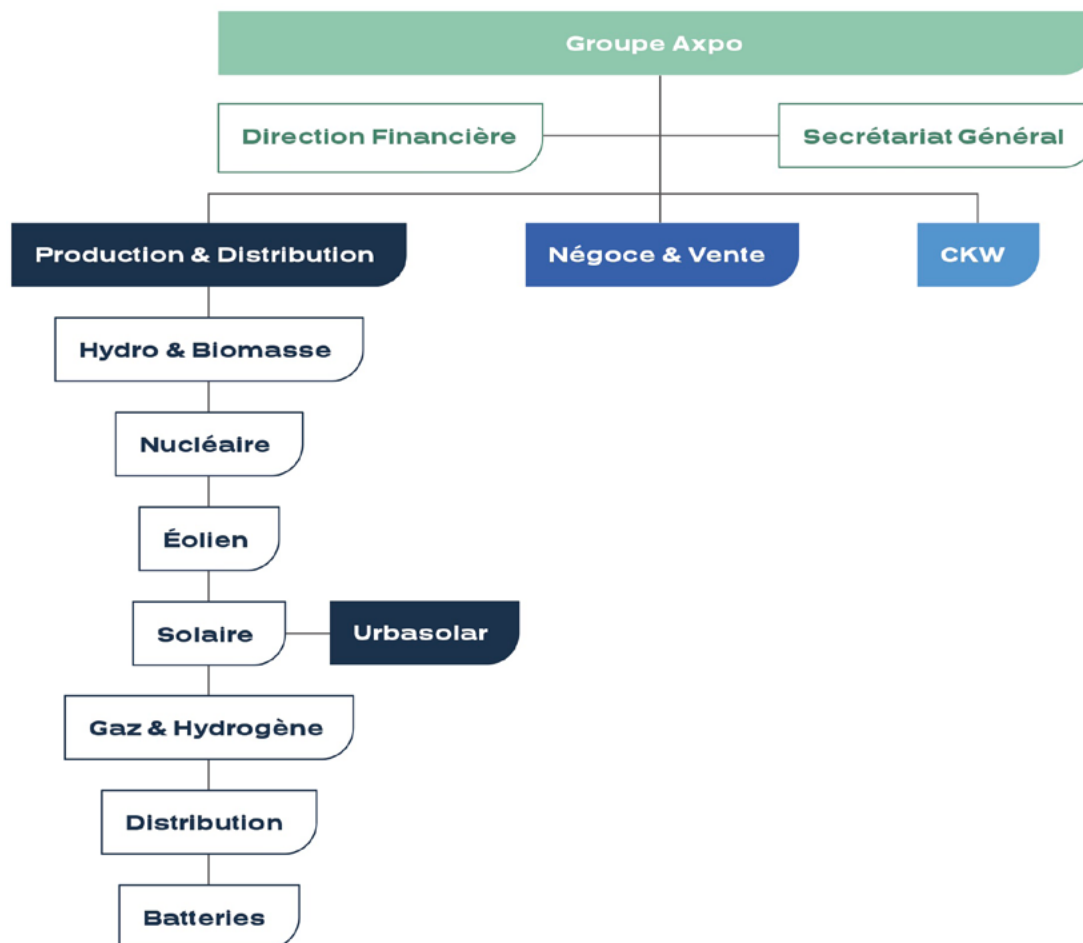 Groupe Axpo
Direction Financière
Secrétariat Général
Production & Distribution
Négoce & Vente
CKW
Hydro & Biomasse
Nucléaire
Éolien
Solaire
Urbasolar
Gaz & Hydrogène
Distribution
Batteries